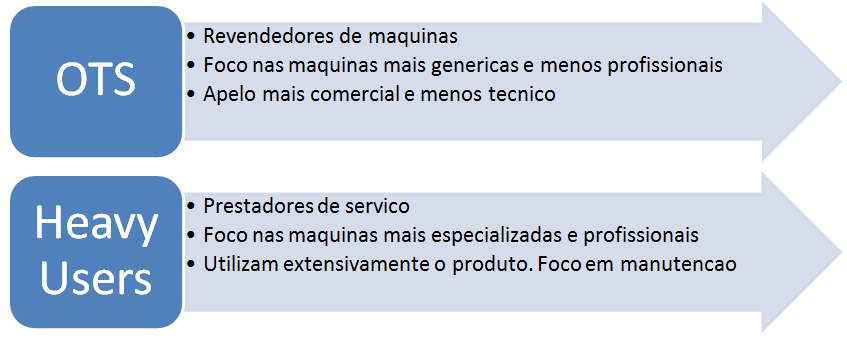 OTS
• Revendedores de maquinas
• Foco nas maquinas mais genericas e menos profissionais
• Apelo mais comercial e menos tecnico
Heavy
Users
• Prestadores de servico
• Foco nas maquinas mais especializadas e profissionais
• Utilizam extensivamente o produto. Foco em manutencao